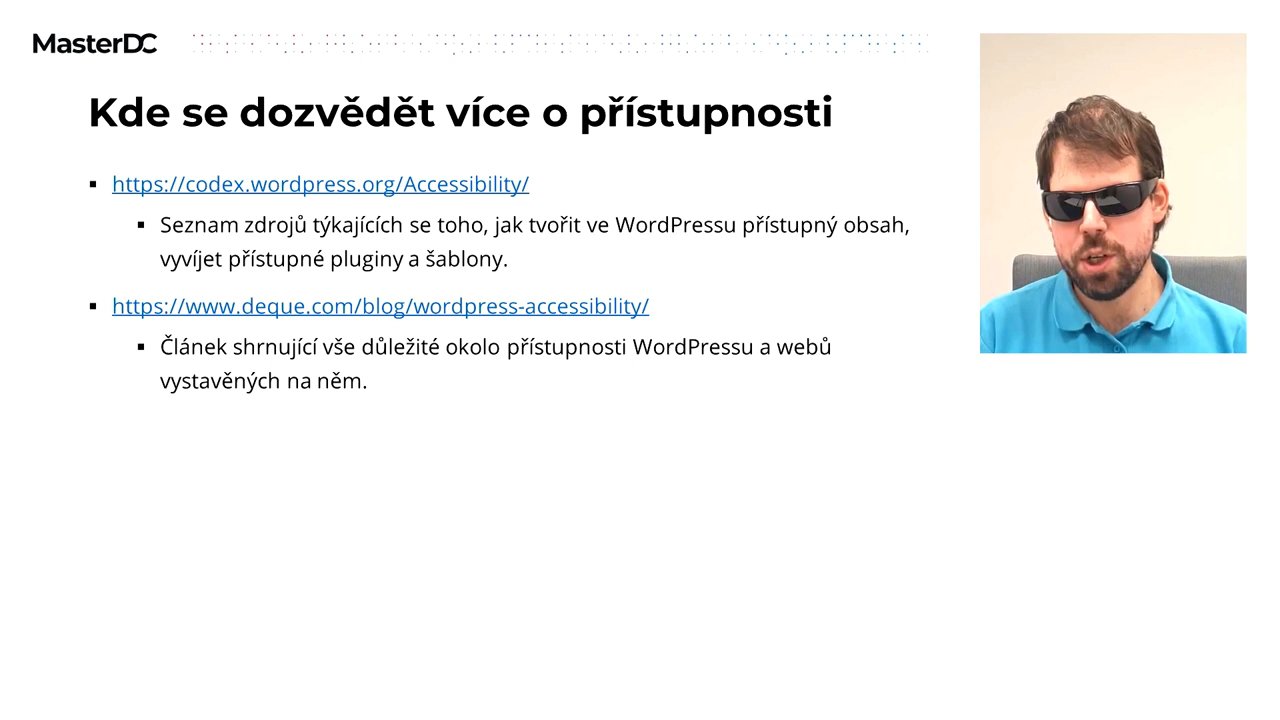 MasterDC
Kde se dozvědět více o přístupnosti
https://codex.wordpress.org/Accessibility/
Seznam zdrojů týkajících se toho, jak tvořit ve WordPressu přístupný obsah,
vyvíjet přístupné pluginy a šablony.
https://www.deque.com/blog/wordpress-accessibility/
Článek shrnující vše důležité okolo přístupnosti WordPressu a webů
vystavěných na něm.